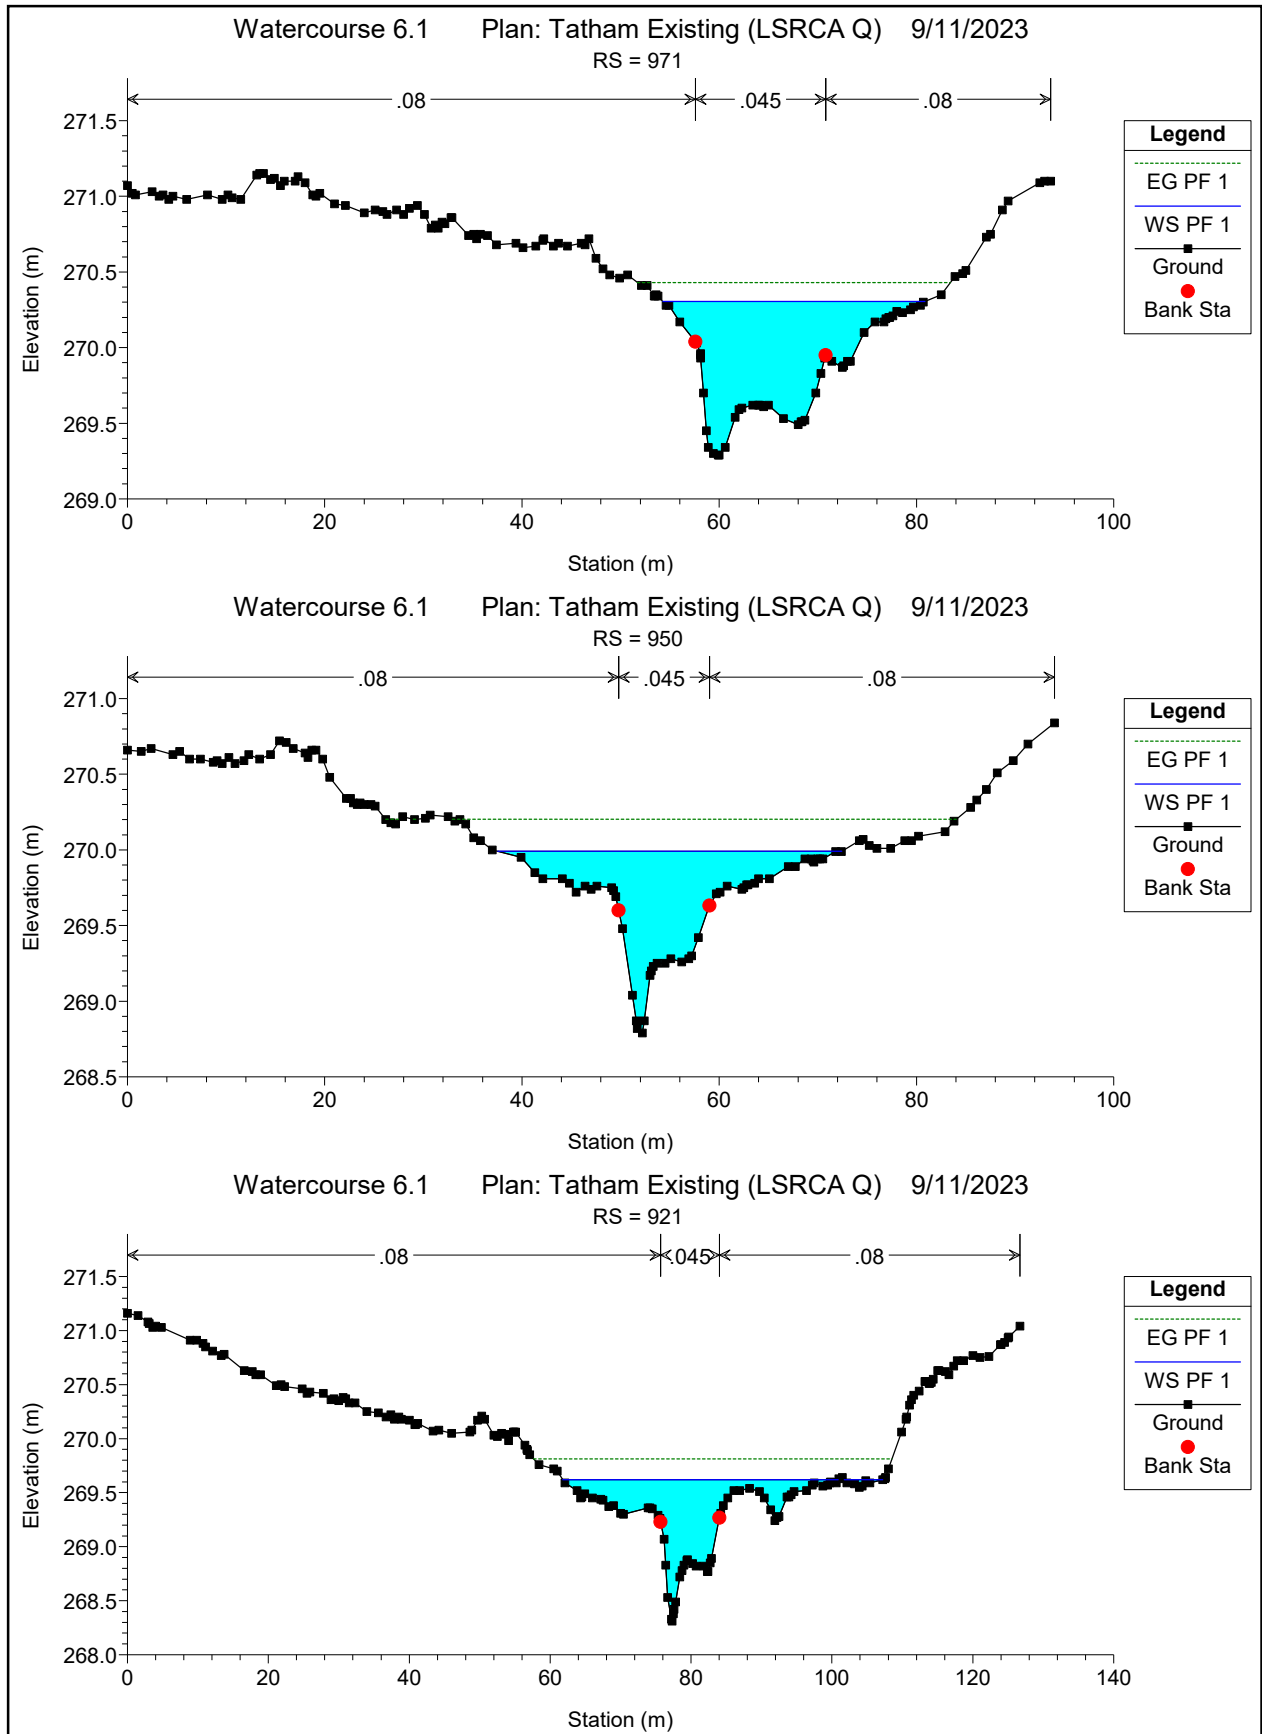 Watercourse 6.1 Plan: Tatham Existing (LSRCA Q) 9/11/2023
RS = 971
.08 .045 .08
271.5
271.0
270.5
270.0
269.5
269.0
Elevation (m)
0 20 40 60 80 100
Station (m)
Legend
EG PF 1
WS PF 1
Ground
Bank Sta
Watercourse 6.1 Plan: Tatham Existing (LSRCA Q) 9/11/2023
RS = 950
.08 .045 .08
271.0
270.5
270.0
269.5
269.0
268.5
Elevation (m)
0 20 40 60 80 100
Station (m)
Legend
EG PF 1
WS PF 1
Ground
Bank Sta
Watercourse 6.1 Plan: Tatham Existing (LSRCA Q) 9/11/2023
RS = 921
.08 .045 .08
271.5
271.0
270.5
270.0
269.5
269.0
268.5
268.0
Elevation (m)
0 20 40 60 80 100 120 140
Station (m)
Legend
EG PF 1
WS PF 1
Ground
Bank Sta